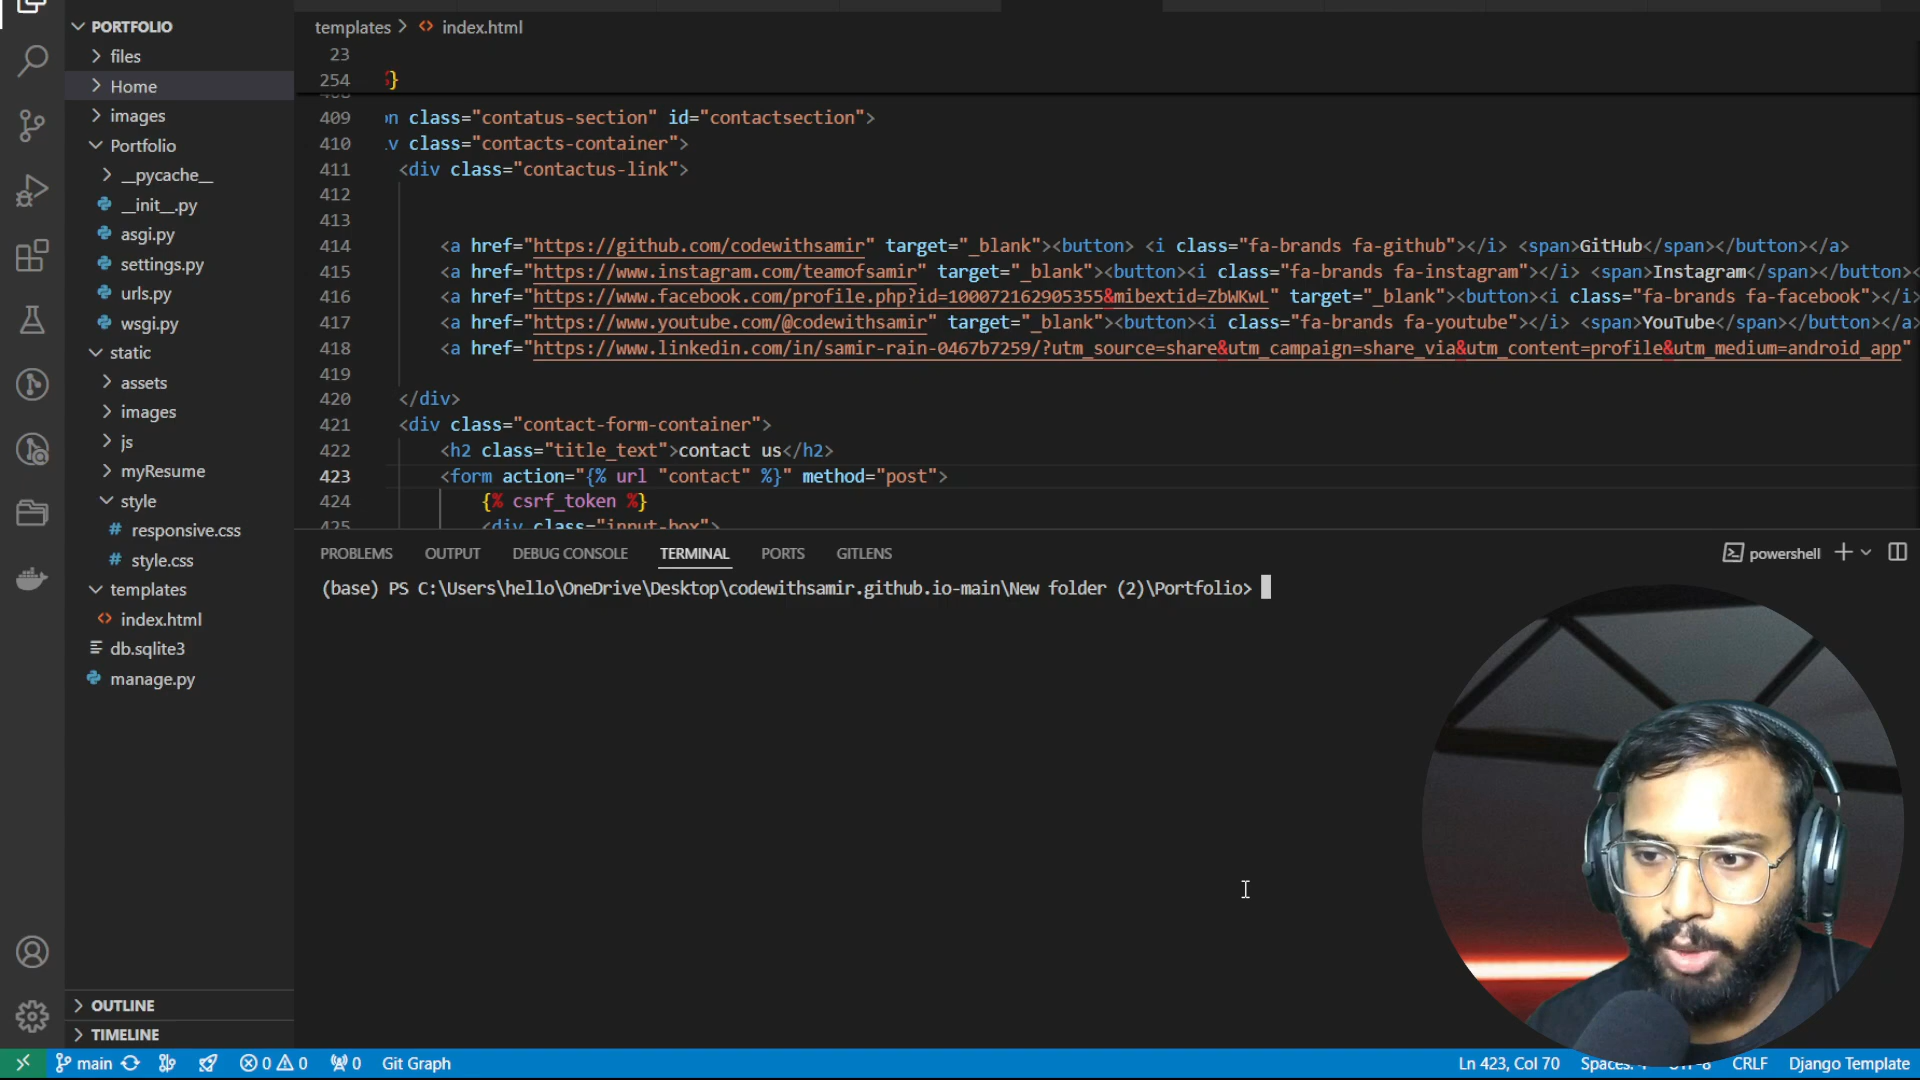 PORTFOLIO
files
Home
images
Portfolio
__pycache__
__init__.py
asgi.py
settings.py
urls.py
wsgi.py
static
assets
images
js
myResume
style
responsive.css
style.css
templates
index.html
db.sqlite3
manage.py
OUTLINE
TIMELINE
templates > index.html
23
254 }
409 n class="contatus-section" id="contactsection">
410 v class="contacts-container">
411 <div class="contactus-link">
412
413
414 <a href="https://github.com/codewithsamir" target="_blank"><button> <i class="fa-brands fa-github"></i> <span>GitHub</span></button></a>
415 <a href="https://www.instagram.com/teamofsamir" target="_blank"><button><i class="fa-brands fa-instagram"></i> <span>Instagram</span></button><
416 <a href="https://www.facebook.com/profile.php?id=100072162905355&mibextid=ZbWKwL" target="_blank"><button><i class="fa-brands fa-facebook"></i>
417 <a href="https://www.youtube.com/@codewithsamir" target="_blank"><button><i class="fa-brands fa-youtube"></i> <span>YouTube</span></button></a>
418 <a href="https://www.linkedin.com/in/samir-rain-0467b7259/?utm_source=share&utm_campaign=share_via&utm_content=profile&utm_medium=android_app"
419
420 </div>
421 <div class="contact-form-container">
422 <h2 class="title_text">contact us</h2>
423 <form action="{% url "contact" %}" method="post">
424 {% csrf_token %}
425 <div class="input-box">
PROBLEMS OUTPUT DEBUG CONSOLE TERMINAL PORTS GITLENS powershell
(base) PS C:\Users\hello\OneDrive\Desktop\codewithsamir.github.io-main\New folder (2)\Portfolio>
main 0 0 0 Git Graph Ln 423, Col 70 Spaces: CRLF Django Template